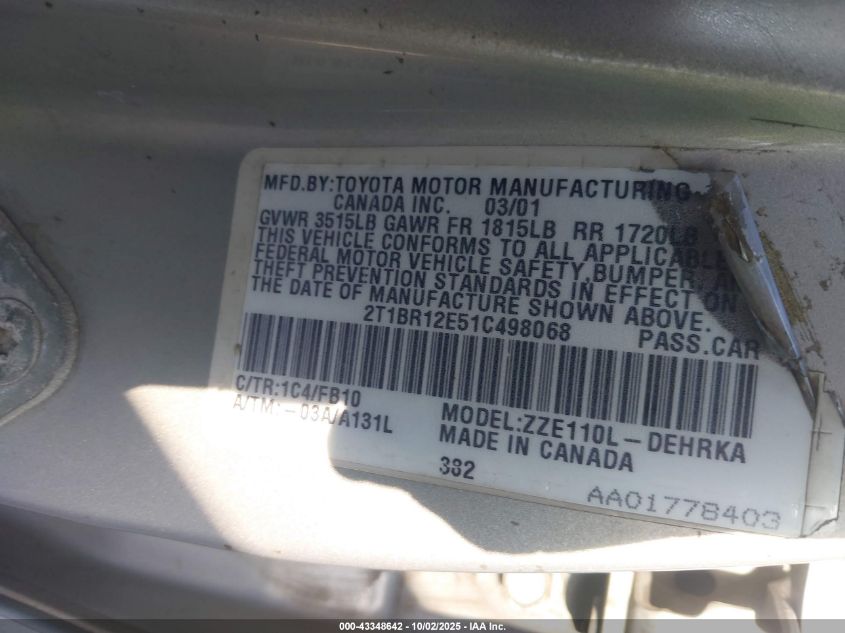 MFD.BY:TOYOTA MOTOR MANUFACTURING
CANADA INC. 03/01
GVWR 3515LB GAWR FR 1815LB RR 1720LB
THIS VEHICLE CONFORMS TO ALL APPLICABLE
FEDERAL MOTOR VEHICLE SAFETY,BUMPER, AN
THEFT PREVENTION STANDARDS IN EFFECT ON
THE DATE OF MANUFACTURE SHOWN ABOVE.
2T1BR12E51C498068 PASS.CAR
C/TR:1C4/FB10
A/TM:-03A/A131L
MODEL:ZZE110L-DEHRKA
MADE IN CANADA
382
AA01778403
000-43348642 - 10/02/2025 - IAA Inc.